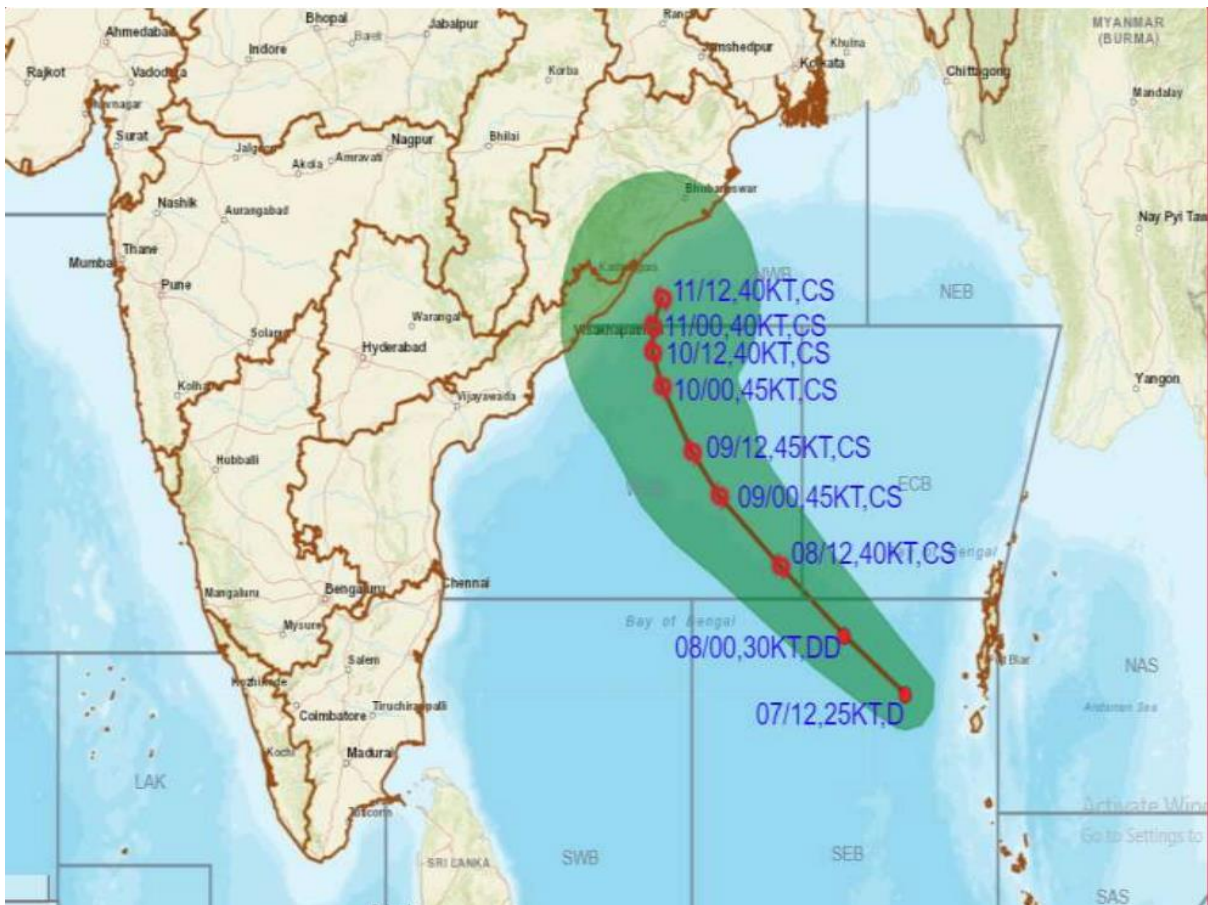 Bhopal
Jabalpur
Ahmedabad
Indore
Jamshedpur
Khulna
MYANMAR
(BURMA)
Rajkot
Vadodara
Korba
Kolkata
Chittagong
Mandalay
Surat
Nagpur
Bhilai
Jalgaon
Akola
Amravati
Bhubaneswar
Nashik
Aurangabad
Nay Pyi Taw
Thane
Mumbai
Pune
NEB
11/12,40KT,CS
Warangal
11/00,40KT,CS
Solapur
Hyderabad
10/12,40KT,CS
Yangon
10/00,45KT,CS
Vijayawada
09/12,45KT,CS
Hubballi
ECB
09/00,45KT,CS
08/12,40KT,CS
Chennai
Bengaluru
Mangaluru
Mysuru
Bay of Bengal
08/00,30KT,DD
NAS
Salem
Kozhikode
Coimbatore
Tiruchirappalli
07/12,25KT,D
Andaman Sea
Kochi
Madurai
LAK
Activate Win
Go to Settings to
SRI LANKA
SWB
SEB
SAS